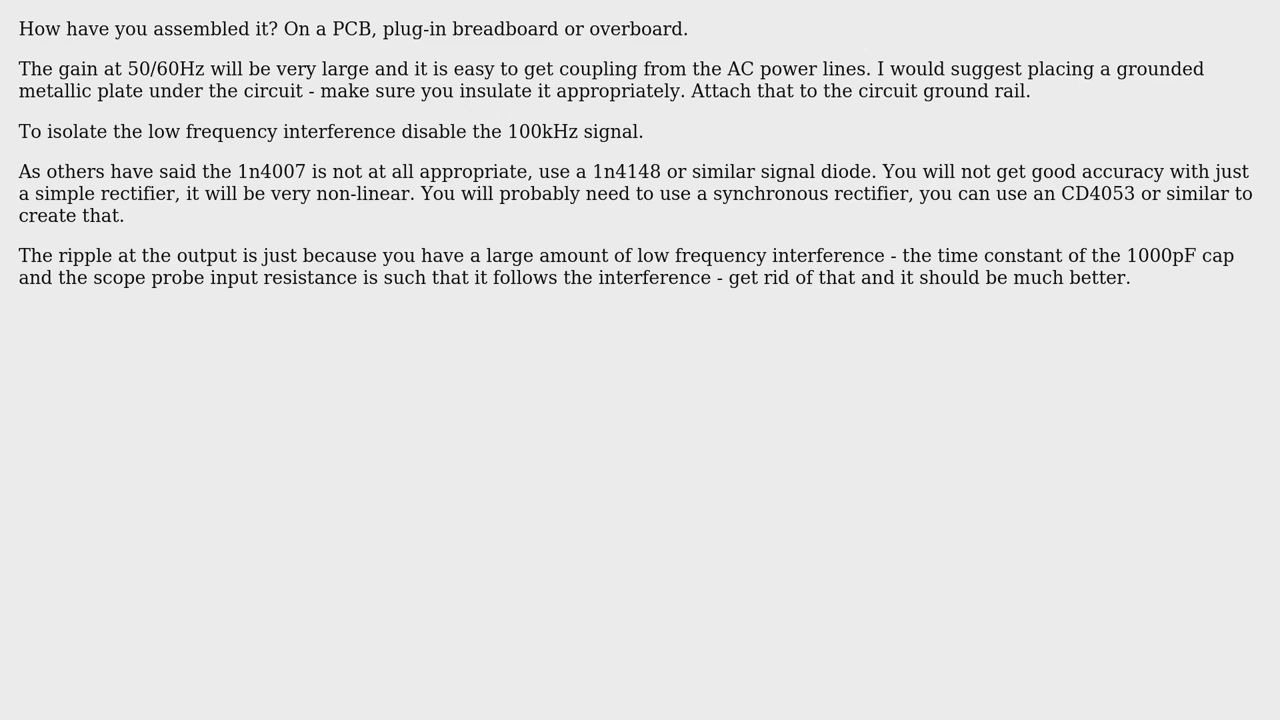 How have you assembled it? On a PCB, plug-in breadboard or overboard.
The gain at 50/60Hz will be very large and it is easy to get coupling from the AC power lines. I would suggest placing a grounded
metallic plate under the circuit - make sure you insulate it appropriately. Attach that to the circuit ground rail.
To isolate the low frequency interference disable the 100kHz signal.
As others have said the 1n4007 is not at all appropriate, use a 1n4148 or similar signal diode. You will not get good accuracy with just
a simple rectifier, it will be very non-linear. You will probably need to use a synchronous rectifier, you can use an CD4053 or similar to
create that.
The ripple at the output is just because you have a large amount of low frequency interference - the time constant of the 1000pF cap
and the scope probe input resistance is such that it follows the interference - get rid of that and it should be much better.